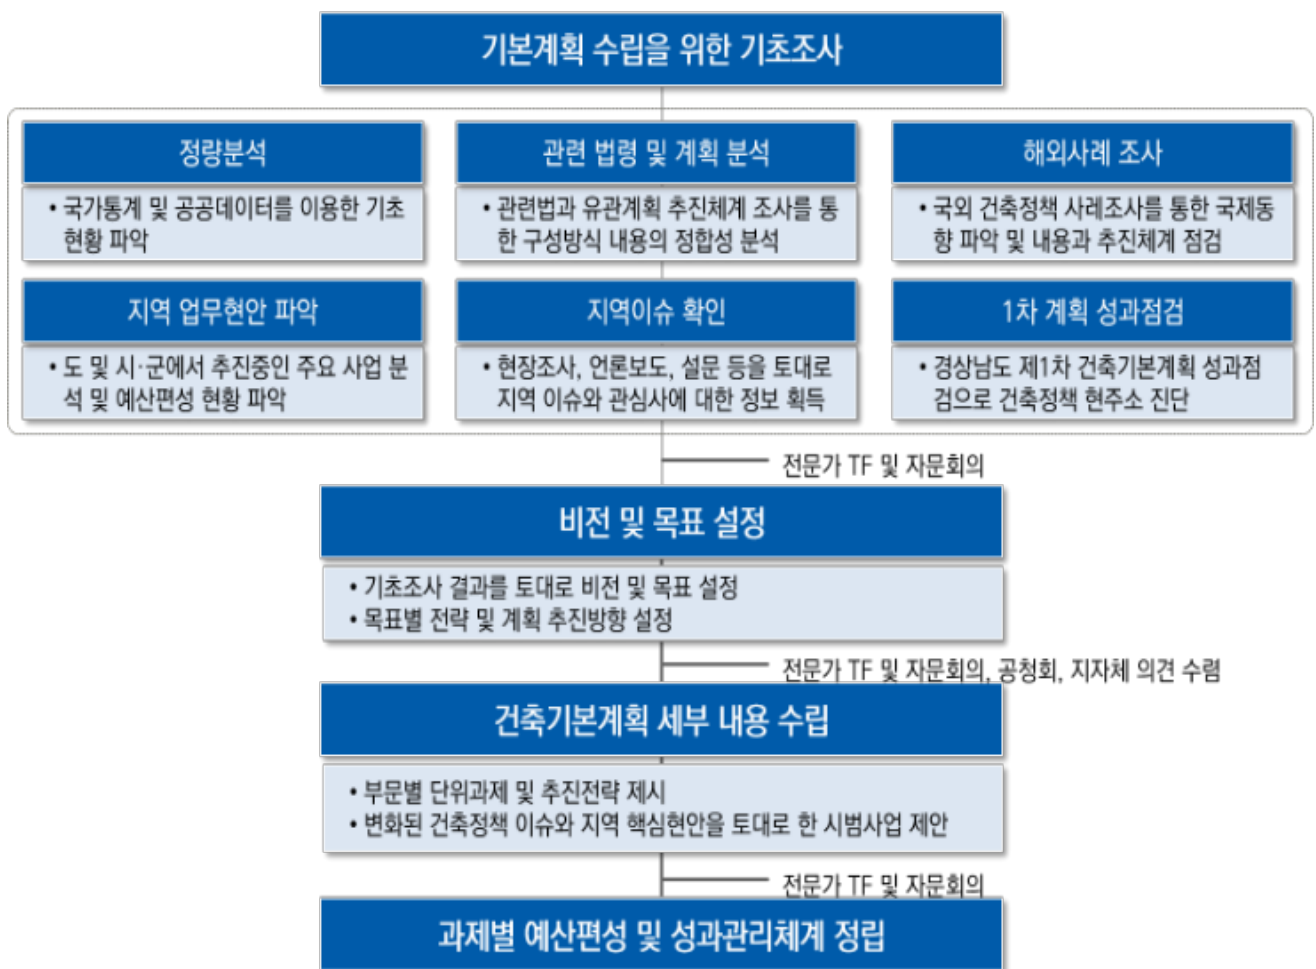 기본계획 수립을 위한 기초조사
정량분석
• 국가통계 및 공공데이터를 이용한 기초
현황 파악
관련 법령 및 계획 분석
• 관련법과 유관계획 추진체계 조사를 통
한 구성방식 내용의 정합성 분석
해외사례 조사
• 국외 건축정책 사레조사를 통한 국제동
향 파악 및 내용과 추진체계 점검
지역 업무현안 파악
• 도 및 시·군에서 추진중인 주요 사업 분
석 및 예산편성 현황 파악
지역이슈 확인
• 현장조사, 언론보도, 설문 등을 토대로
지역 이슈와 관심사에 대한 정보 획득
1차 계획 성과점검
• 경상남도 제1차 건축기본계획 성과점
검으로 건축정책 현주소 진단
전문가 TF 및 자문회의
비전 및 목표 설정
• 기초조사 결과를 토대로 비전 및 목표 설정
• 목표별 전략 및 계획 추진방향 설정
전문가 TF 및 자문회의, 공청회, 지자체 의견 수렴
건축기본계획 세부 내용 수립
• 부문별 단위과제 및 추진전략 제시
• 변화된 건축정책 이슈와 지역 핵심현안을 토대로 한 시범사업 제안
전문가 TF 및 자문회의
과제별 예산편성 및 성과관리체계 정립